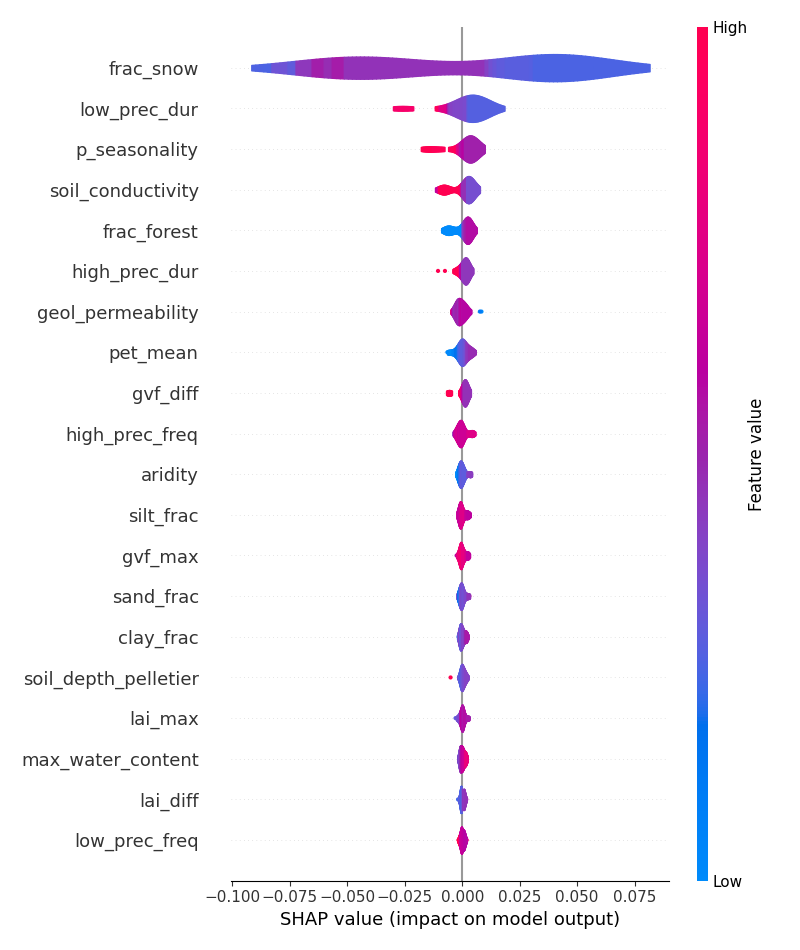 High
frac_snow
low_prec_dur
p_seasonality
soil_conductivity
frac_forest
high_prec_dur
geol_permeability
pet_mean
gvf_diff
high_prec_freq
aridity
silt_frac
gvf_max
sand_frac
clay_frac
soil_depth_pelletier
lai_max
max_water_content
lai_diff
low_prec_freq
Feature value
Low
−0.100 −0.075 −0.050 −0.025 0.000 0.025 0.050 0.075
SHAP value (impact on model output)